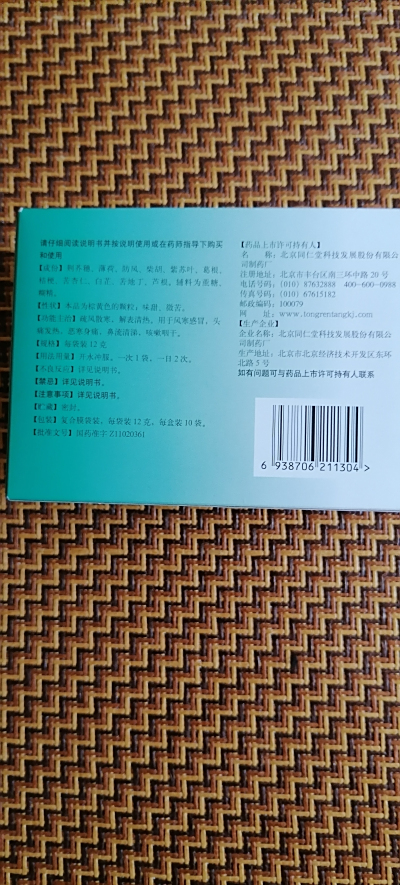 请仔细阅读说明书并按说明使用或在药师指导下购买
和使用
【成份】荆芥穗、薄荷、防风、柴胡、紫苏叶、葛根、
桔梗、苦杏仁、白芷、苦地丁、芦根。辅料为蔗糖、
糊精。
【性状】本品为棕黄色的颗粒；味甜、微苦。
【功能主治】疏风散寒，解表清热。用于风寒感冒，头
痛发热，恶寒身痛，鼻流清涕，咳嗽咽干。
【规格】每袋装12克
【用法用量】开水冲服。一次1袋，一日2次。
【不良反应】详见说明书。
【禁忌】详见说明书。
【注意事项】详见说明书。
【贮藏】密封。
【包装】复合膜袋装。每袋装12克，每盒装10袋。
【批准文号】国药准字Z11020361
【药品上市许可持有人】
名 称：北京同仁堂科技发展股份有限公
司制药厂
注册地址：北京市丰台区南三环中路20号
电话号码：(010) 87632888 400-600-0988
传真号码：(010) 67615182
邮政编码：100079
网 址：www.tongrentangkj.com
【生产企业】
企业名称：北京同仁堂科技发展股份有限公
司制药厂
生产地址：北京市北京经济技术开发区东环
北路5号
如有问题可与药品上市许可持有人联系
6 938706 211304 >